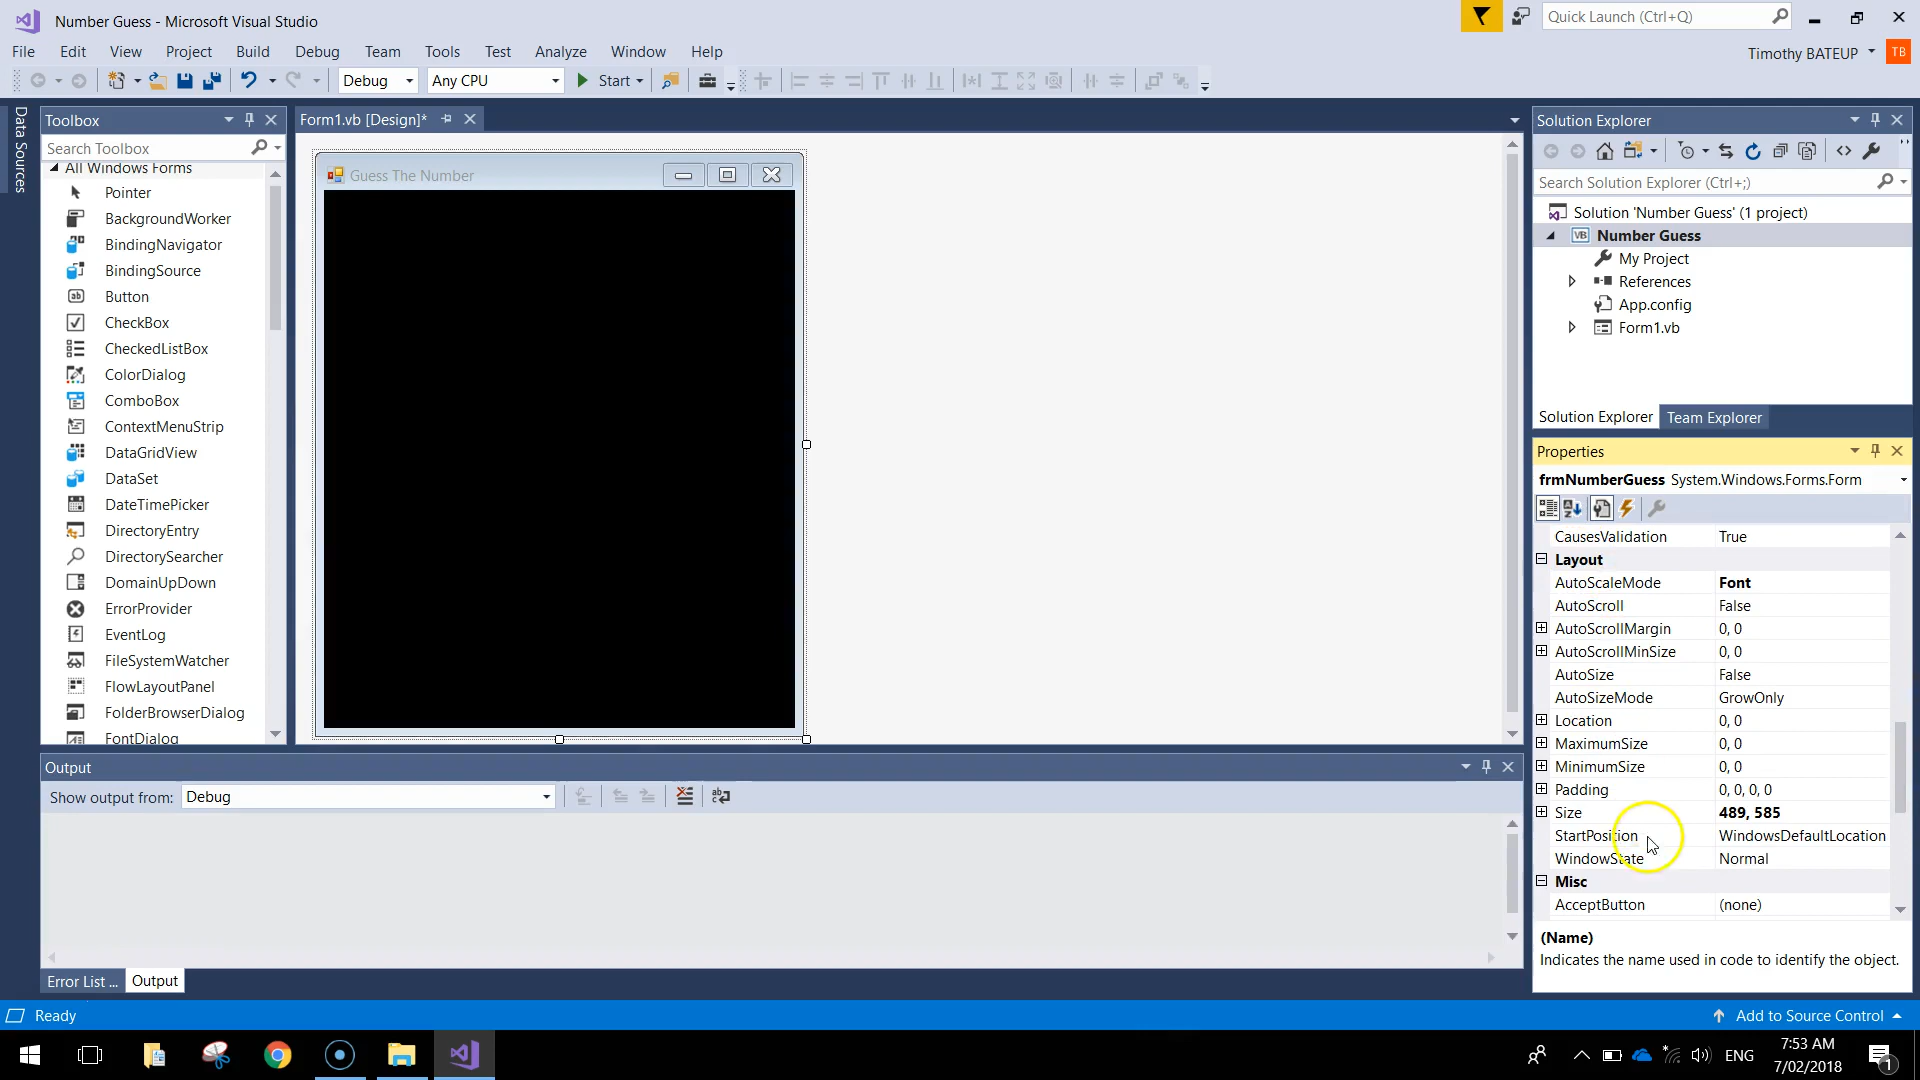 Number Guess - Microsoft Visual Studio
Quick Launch (Ctrl+Q)
File Edit View Project Build Debug Team Tools Test Analyze Window Help
Timothy BATEUP
TB
Debug
Any CPU
Start
Data Sources
Toolbox
Search Toolbox
All Windows Forms
Pointer
BackgroundWorker
BindingNavigator
BindingSource
Button
CheckBox
CheckedListBox
ColorDialog
ComboBox
ContextMenuStrip
DataGridView
DataSet
DateTimePicker
DirectoryEntry
DirectorySearcher
DomainUpDown
ErrorProvider
EventLog
FileSystemWatcher
FlowLayoutPanel
FolderBrowserDialog
FontDialog
Form1.vb [Design]*
Guess The Number
Output
Show output from: Debug
Error List ...
Output
Solution Explorer
Search Solution Explorer (Ctrl+;)
Solution 'Number Guess' (1 project)
VB Number Guess
My Project
References
App.config
Form1.vb
Solution Explorer
Team Explorer
Properties
frmNumberGuess System.Windows.Forms.Form
CausesValidation True
Layout
AutoScaleMode Font
AutoScroll False
AutoScrollMargin 0, 0
AutoScrollMinSize 0, 0
AutoSize False
AutoSizeMode GrowOnly
Location 0, 0
MaximumSize 0, 0
MinimumSize 0, 0
Padding 0, 0, 0, 0
Size 489, 585
StartPosition WindowsDefaultLocation
WindowState Normal
Misc
AcceptButton (none)
(Name)
Indicates the name used in code to identify the object.
Ready
Add to Source Control
ENG
7:53 AM
7/02/2018
1